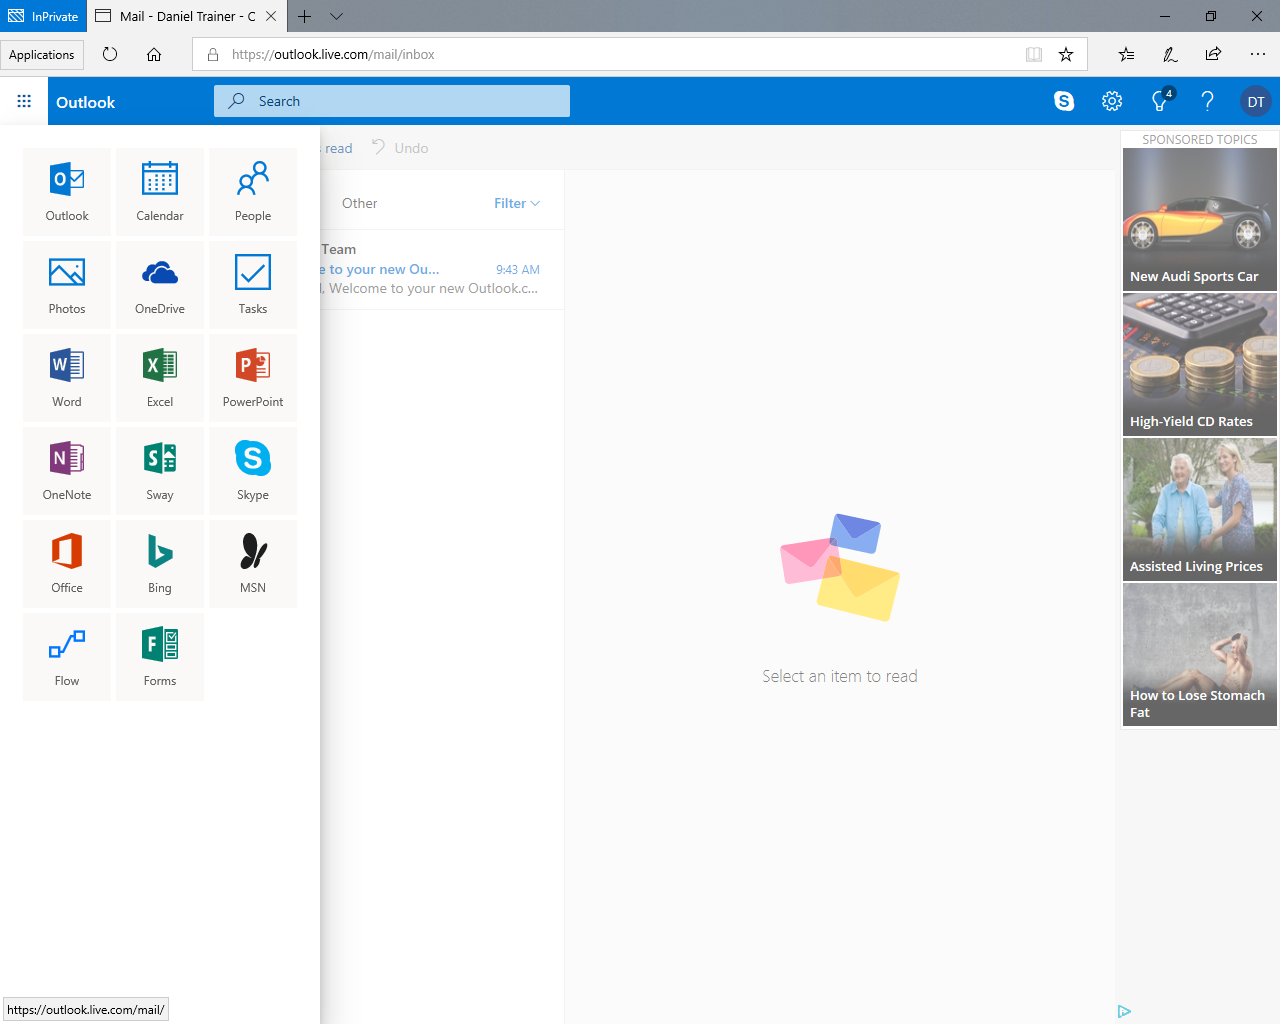 InPrivate
Mail - Daniel Trainer - O
Applications
https://outlook.live.com/mail/inbox
Outlook
Search
4
DT
Outlook
Calendar
People
Photos
OneDrive
Tasks
Word
Excel
PowerPoint
OneNote
Sway
Skype
Office
Bing
MSN
Flow
Forms
s read
Undo
Other
Filter
Team
e to your new Ou...
9:43 AM
l, Welcome to your new Outlook.c...
Select an item to read
SPONSORED TOPICS
New Audi Sports Car
High-Yield CD Rates
Assisted Living Prices
How to Lose Stomach
Fat
https://outlook.live.com/mail/